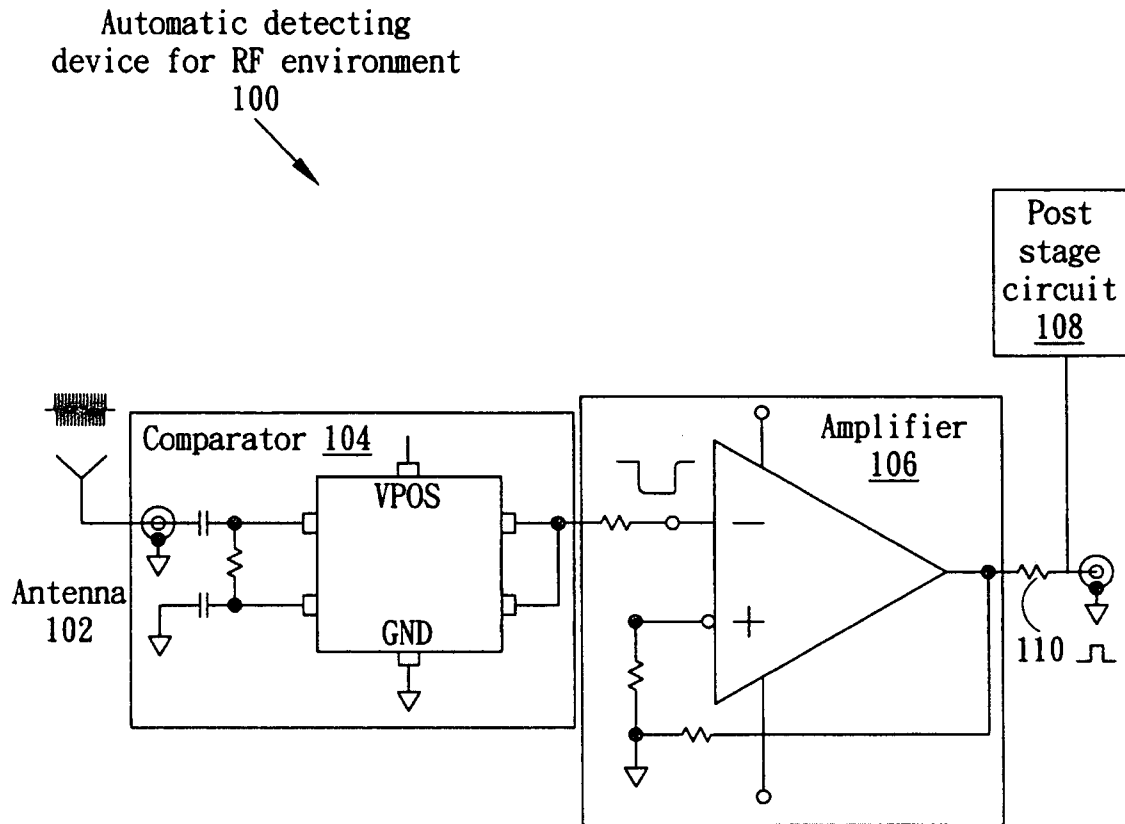 Automatic detecting
device for RF environment
100
Post
stage
circuit
108
Comparator 104
VPOS
GND
Antenna
102
Amplifier
106
−
+
110